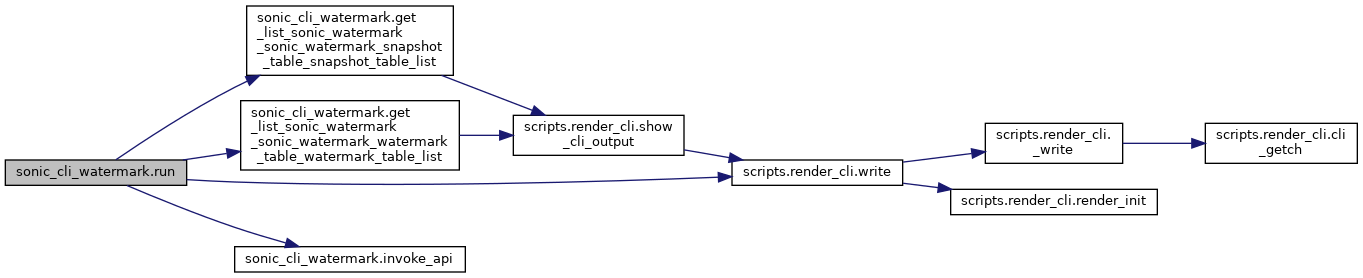 sonic_cli_watermark.get
_list_sonic_watermark
_sonic_watermark_snapshot
_table_snapshot_table_list
sonic_cli_watermark.get
_list_sonic_watermark
_sonic_watermark_watermark
_table_watermark_table_list
scripts.render_cli.show
_cli_output
scripts.render_cli.
_write
scripts.render_cli.cli
_getch
sonic_cli_watermark.run
scripts.render_cli.write
scripts.render_cli.render_init
sonic_cli_watermark.invoke_api